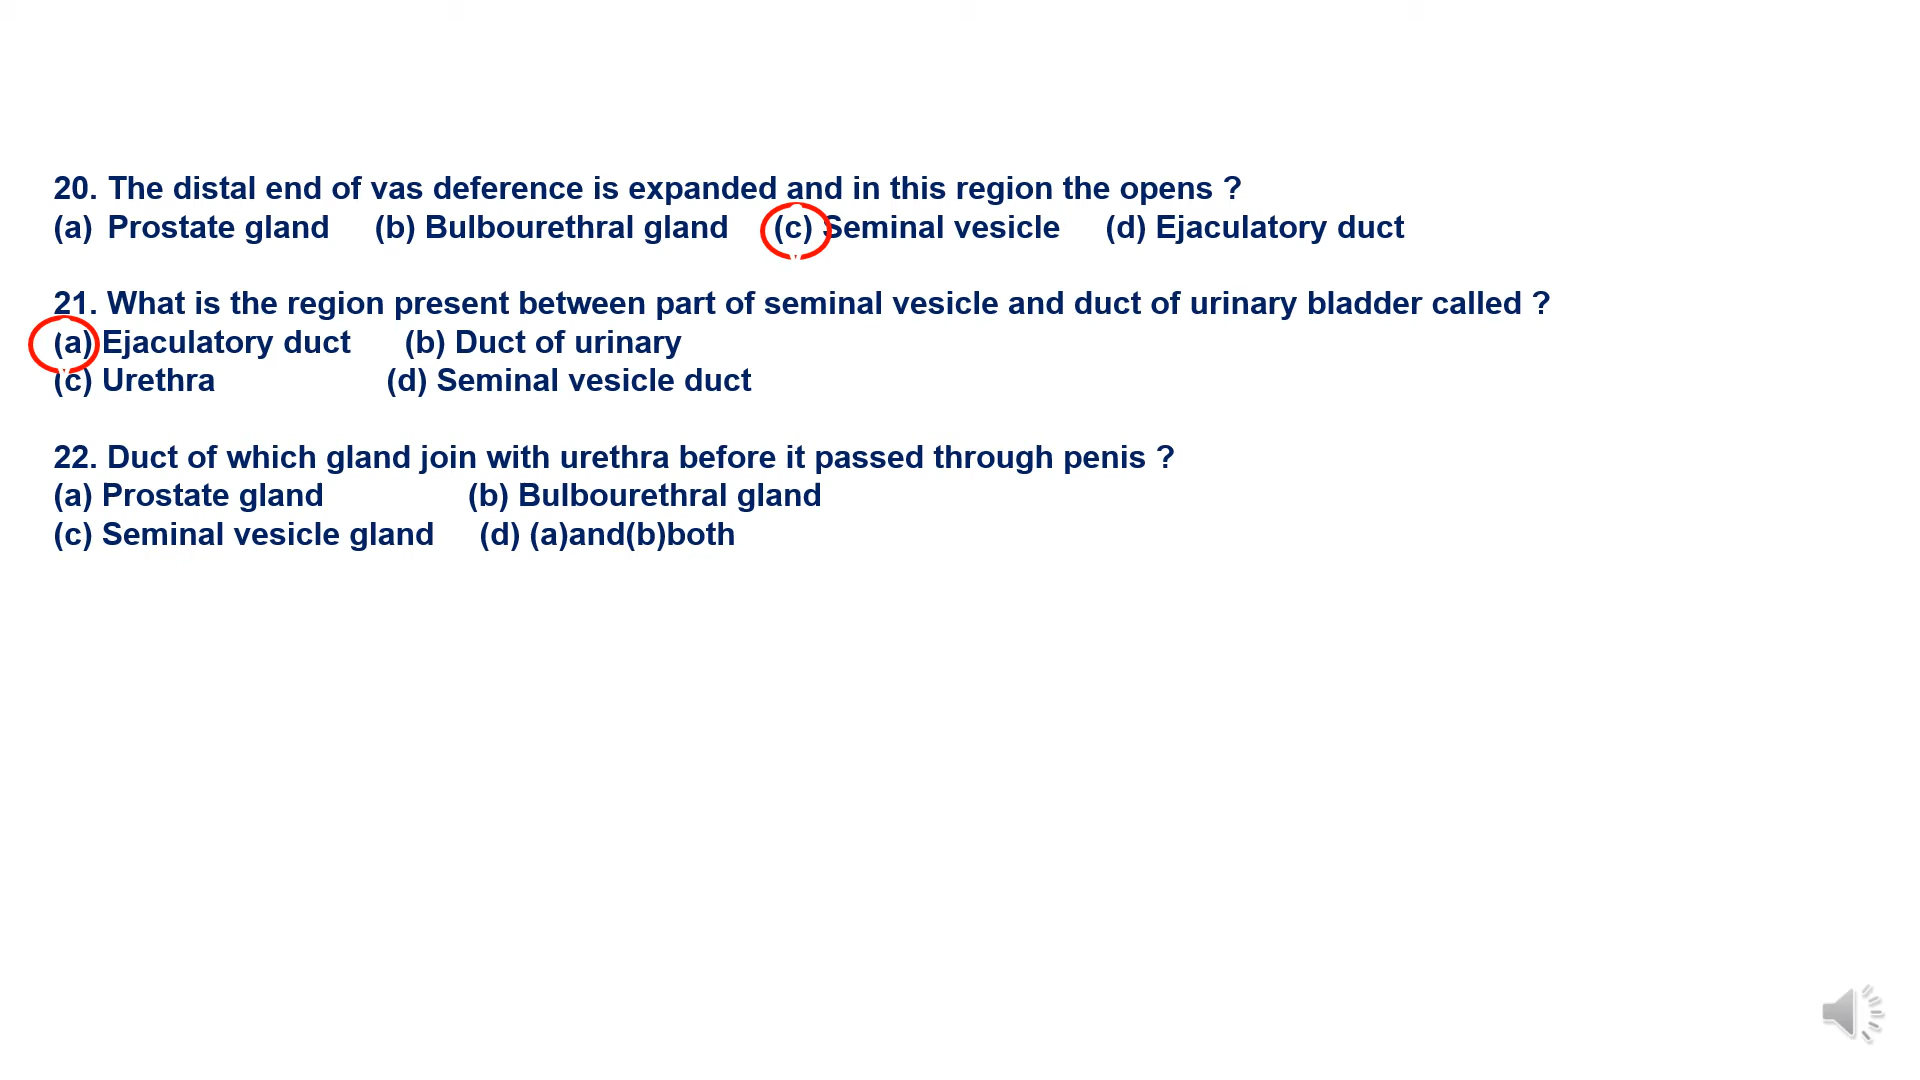 20. The distal end of vas deference is expanded and in this region the opens ?
(a) Prostate gland (b) Bulbourethral gland (c) Seminal vesicle (d) Ejaculatory duct
21. What is the region present between part of seminal vesicle and duct of urinary bladder called ?
(a) Ejaculatory duct (b) Duct of urinary
(c) Urethra (d) Seminal vesicle duct
22. Duct of which gland join with urethra before it passed through penis ?
(a) Prostate gland (b) Bulbourethral gland
(c) Seminal vesicle gland (d) (a)and(b)both